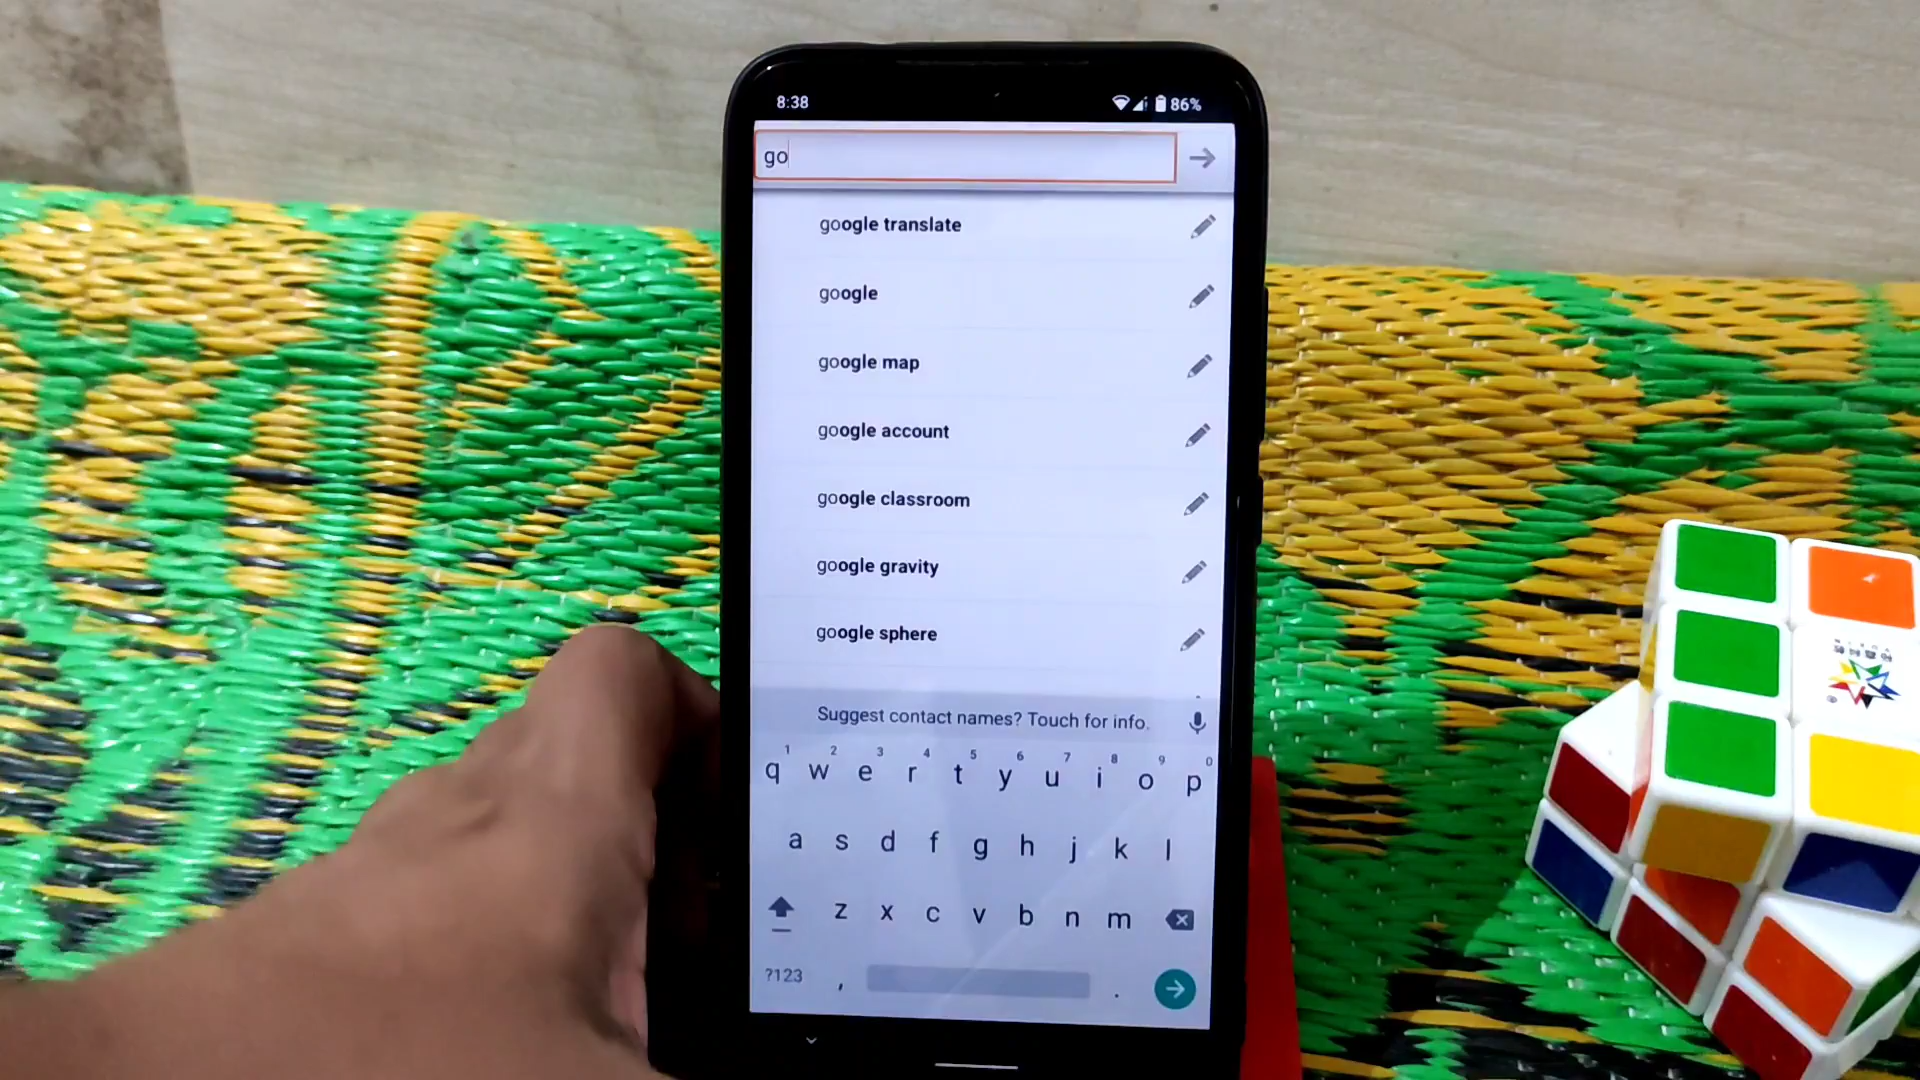 8:38 86%
go
google translate
google
google map
google account
google classroom
google gravity
google sphere
Suggest contact names? Touch for info.
1 2 3 4 5 6 7 8 9 0
q w e r t y u i o p
a s d f g h j k l
z x c v b n m
?123 , .